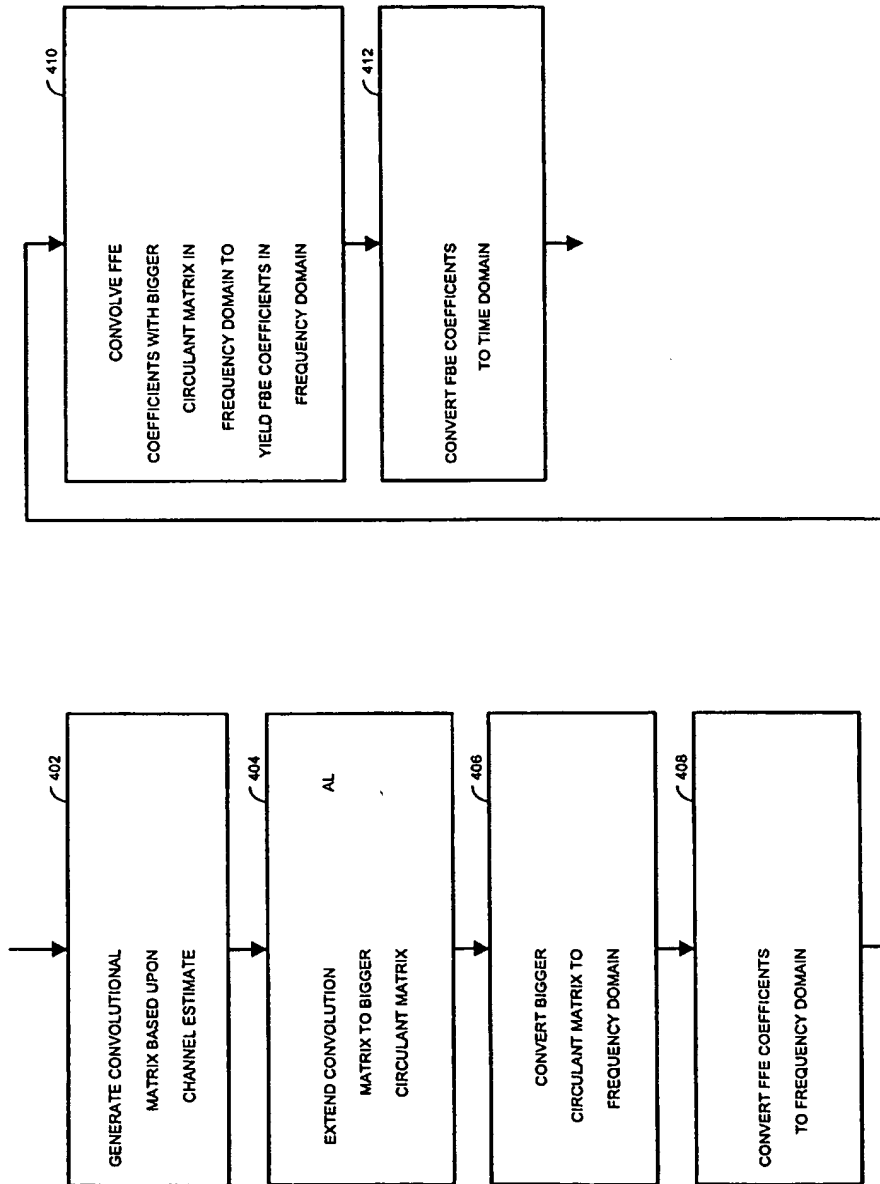 402
GENERATE CONVOLUTIONAL
MATRIX BASED UPON
CHANNEL ESTIMATE
404
EXTEND CONVOLUTION AL
MATRIX TO BIGGER
CIRCULANT MATRIX
406
CONVERT BIGGER
CIRCULANT MATRIX TO
FREQUENCY DOMAIN
408
CONVERT FFE COEFFICENTS
TO FREQUENCY DOMAIN
410
CONVOLVE FFE
COEFFICIENTS WITH BIGGER
CIRCULANT MATRIX IN
FREQUENCY DOMAIN TO
YIELD FBE COEFFICIENTS IN
FREQUENCY DOMAIN
412
CONVERT FBE COEFFICENTS
TO TIME DOMAIN